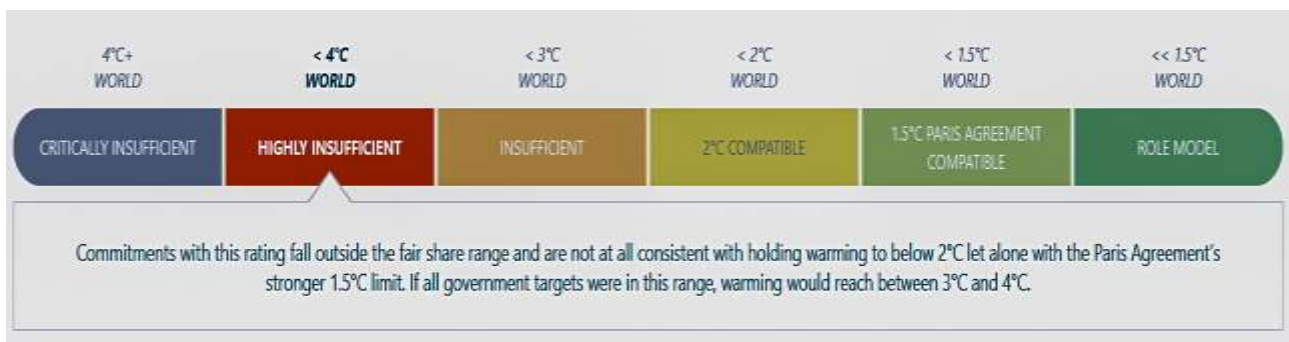 4°C+
WORLD
< 4°C
WORLD
< 3°C
WORLD
< 2°C
WORLD
< 1.5°C
WORLD
<< 1.5°C
WORLD
CRITICALLY INSUFFICIENT
HIGHLY INSUFFICIENT
INSUFFICIENT
2°C COMPATIBLE
1.5°C PARIS AGREEMENT
COMPATIBLE
ROLE MODEL
Commitments with this rating fall outside the fair share range and are not at all consistent with holding warming to below 2°C let alone with the Paris Agreement's
stronger 1.5°C limit. If all government targets were in this range, warming would reach between 3°C and 4°C.